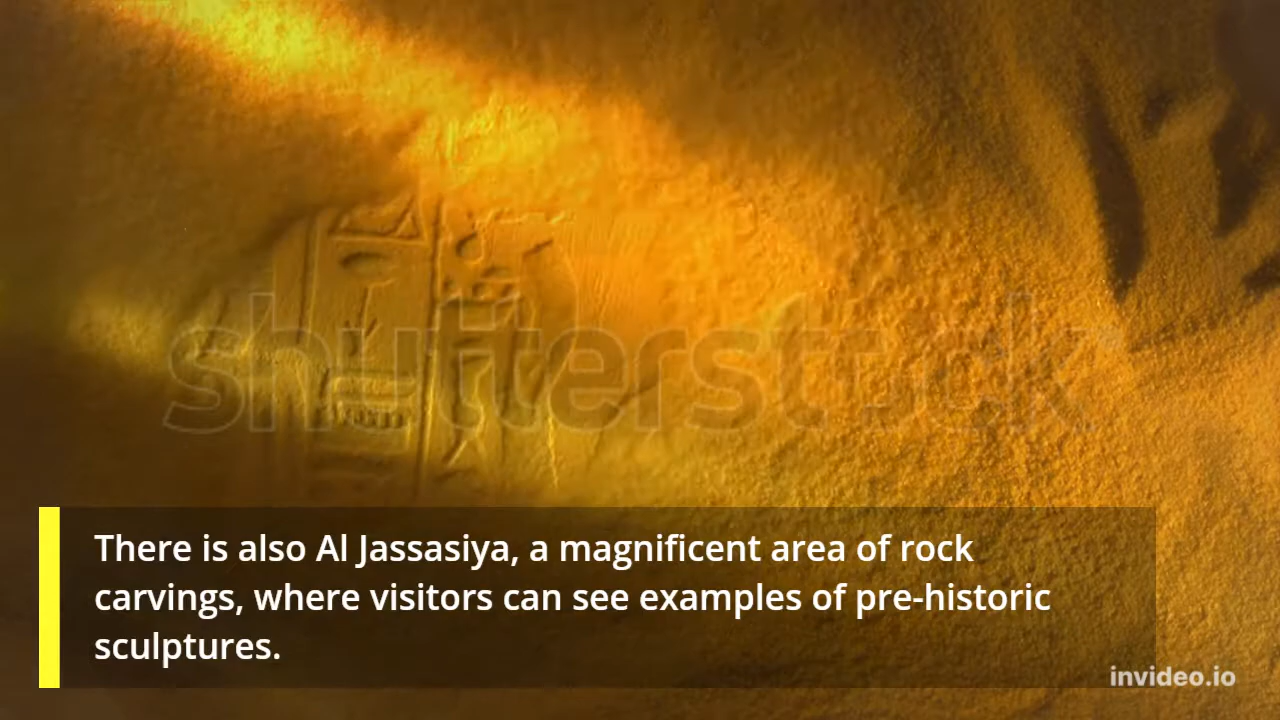 shutterstock
There is also Al Jassasiya, a magnificent area of rock
carvings, where visitors can see examples of pre-historic
sculptures.
invideo.io